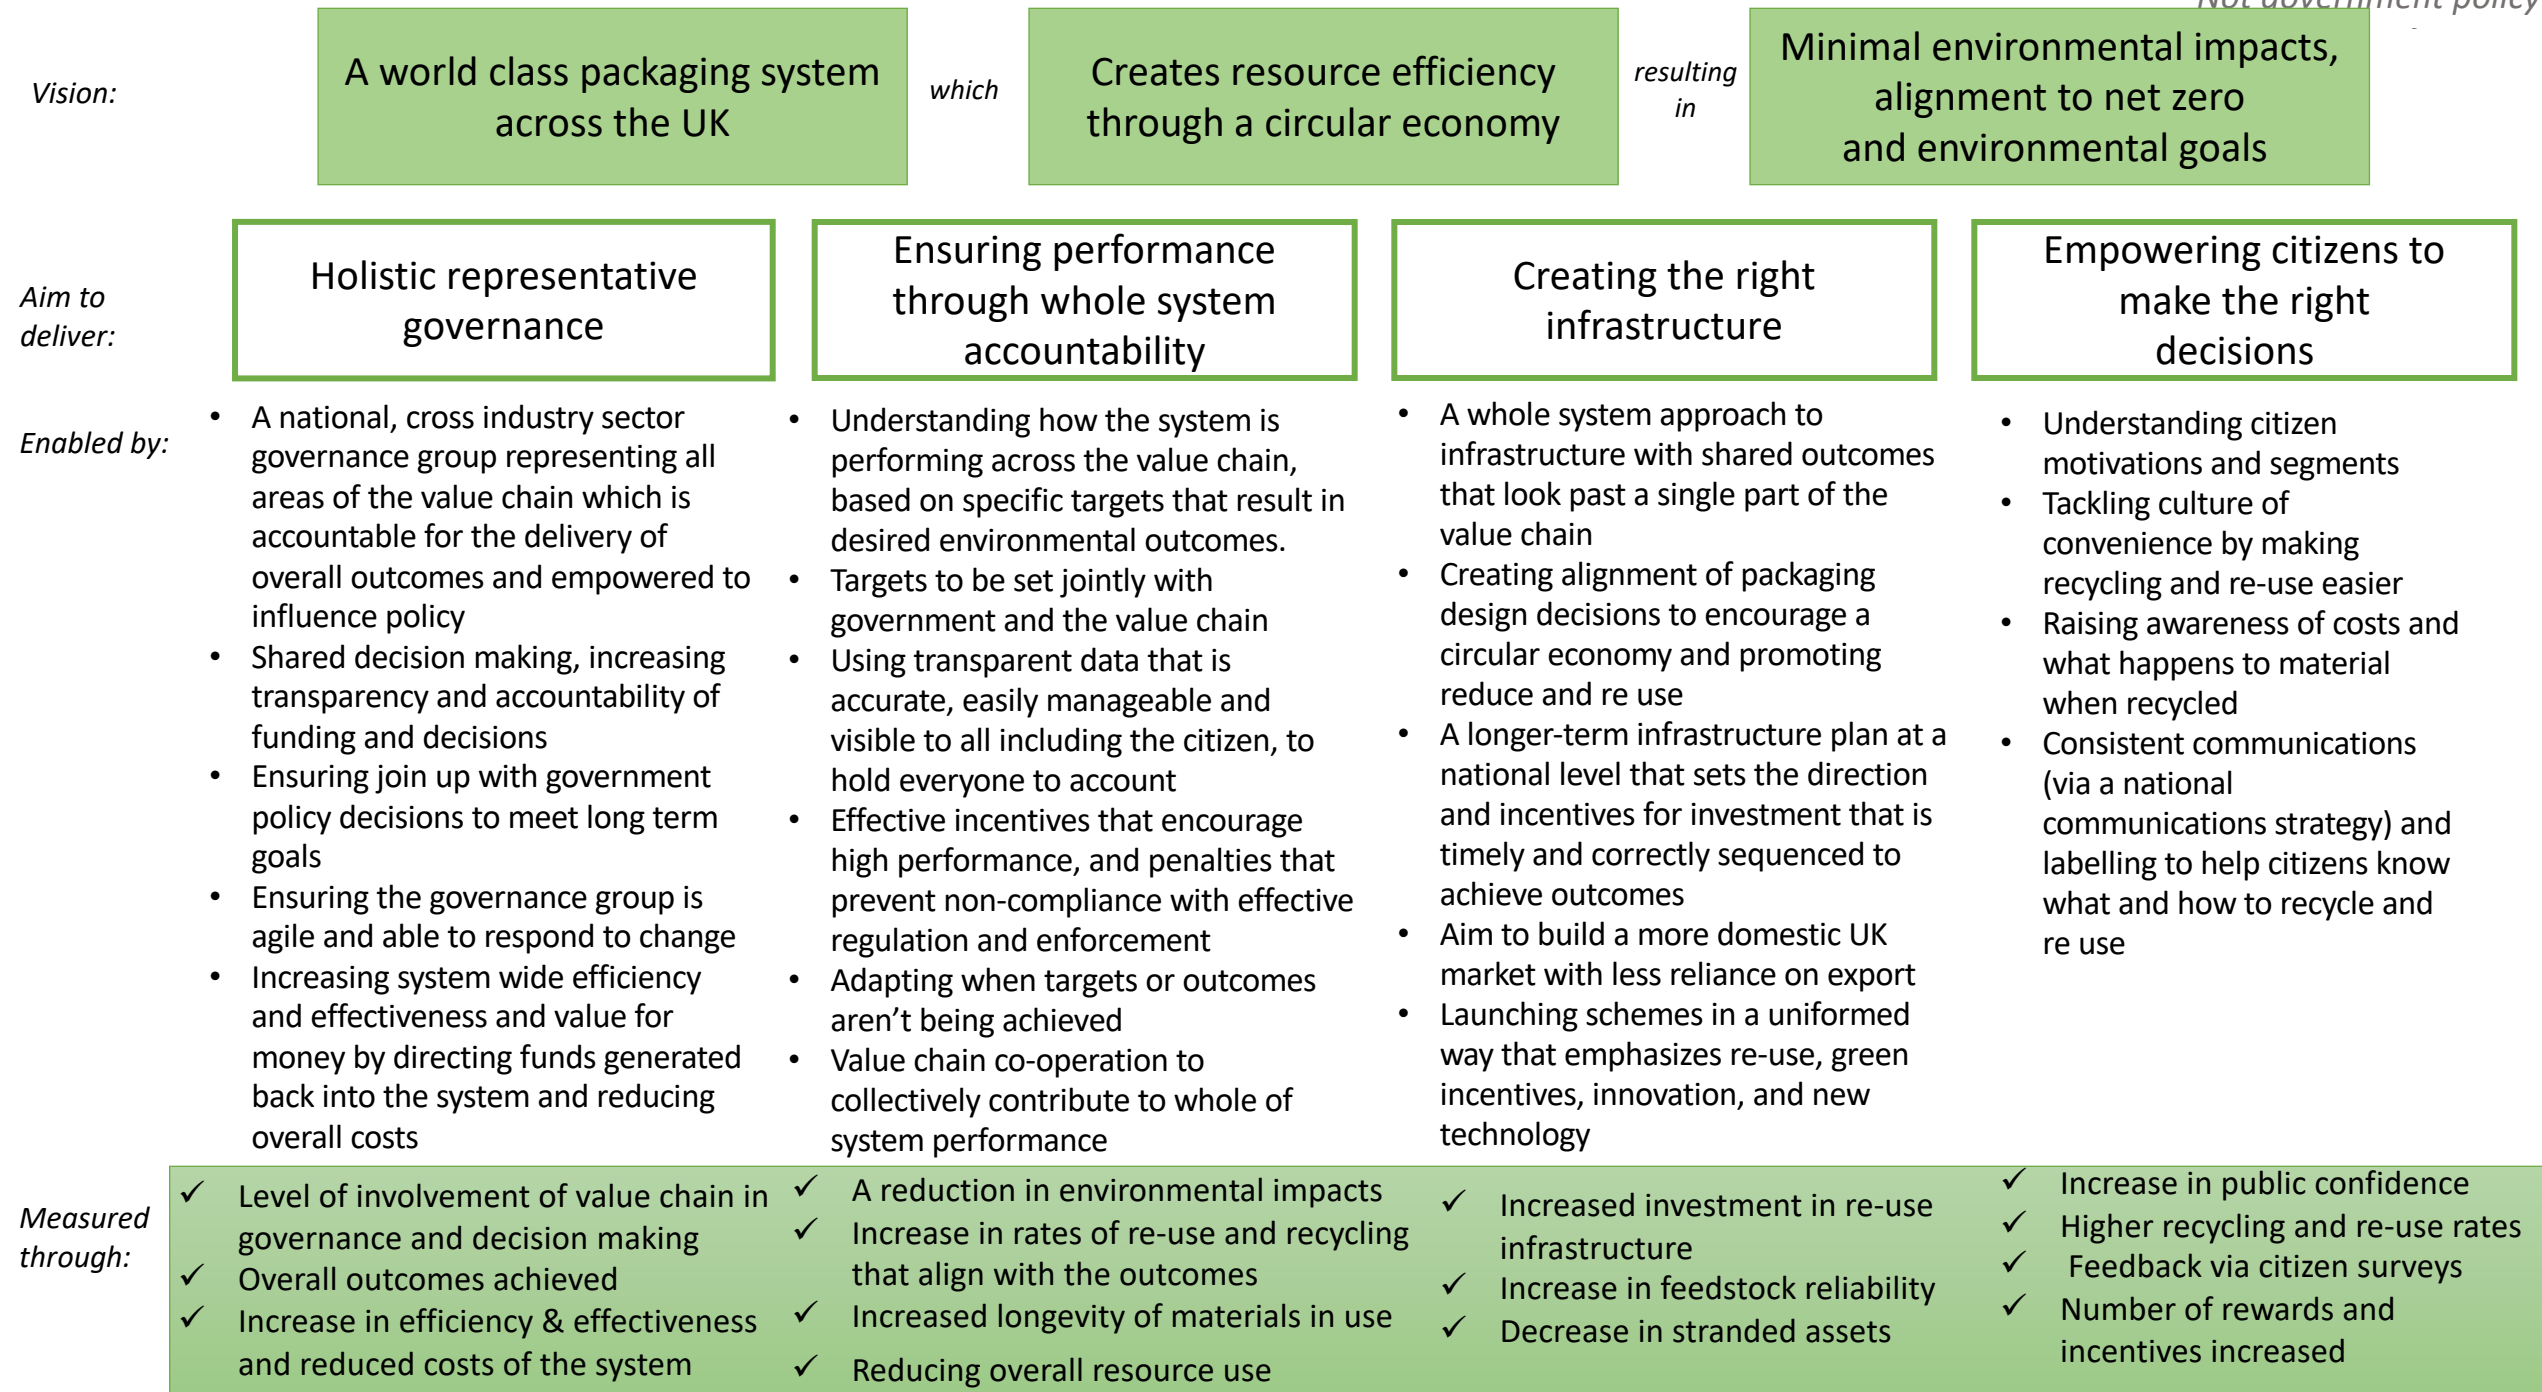 Not government policy
Vision:
A world class packaging system
across the UK
which
Creates resource efficiency
through a circular economy
resulting
in
Minimal environmental impacts,
alignment to net zero
and environmental goals
Aim to
deliver:
Holistic representative
governance
Ensuring performance
through whole system
accountability
Creating the right
infrastructure
Empowering citizens to
make the right
decisions
Enabled by:
• A national, cross industry sector
governance group representing all
areas of the value chain which is
accountable for the delivery of
overall outcomes and empowered to
influence policy
• Shared decision making, increasing
transparency and accountability of
funding and decisions
• Ensuring join up with government
policy decisions to meet long term
goals
• Ensuring the governance group is
agile and able to respond to change
• Increasing system wide efficiency
and effectiveness and value for
money by directing funds generated
back into the system and reducing
overall costs
• Understanding how the system is
performing across the value chain,
based on specific targets that result in
desired environmental outcomes.
• Targets to be set jointly with
government and the value chain
• Using transparent data that is
accurate, easily manageable and
visible to all including the citizen, to
hold everyone to account
• Effective incentives that encourage
high performance, and penalties that
prevent non-compliance with effective
regulation and enforcement
• Adapting when targets or outcomes
aren’t being achieved
• Value chain co-operation to
collectively contribute to whole of
system performance
• A whole system approach to
infrastructure with shared outcomes
that look past a single part of the
value chain
• Creating alignment of packaging
design decisions to encourage a
circular economy and promoting
reduce and re use
• A longer-term infrastructure plan at a
national level that sets the direction
and incentives for investment that is
timely and correctly sequenced to
achieve outcomes
• Aim to build a more domestic UK
market with less reliance on export
• Launching schemes in a uniformed
way that emphasizes re-use, green
incentives, innovation, and new
technology
• Understanding citizen
motivations and segments
• Tackling culture of
convenience by making
recycling and re-use easier
• Raising awareness of costs and
what happens to material
when recycled
• Consistent communications
(via a national
communications strategy) and
labelling to help citizens know
what and how to recycle and
re use
Measured
through:
✓ Level of involvement of value chain in
governance and decision making
✓ Overall outcomes achieved
✓ Increase in efficiency & effectiveness
and reduced costs of the system
✓ A reduction in environmental impacts
✓ Increase in rates of re-use and recycling
that align with the outcomes
✓ Increased longevity of materials in use
✓ Reducing overall resource use
✓ Increased investment in re-use
infrastructure
✓ Increase in feedstock reliability
✓ Decrease in stranded assets
✓ Increase in public confidence
✓ Higher recycling and re-use rates
✓ Feedback via citizen surveys
✓ Number of rewards and
incentives increased